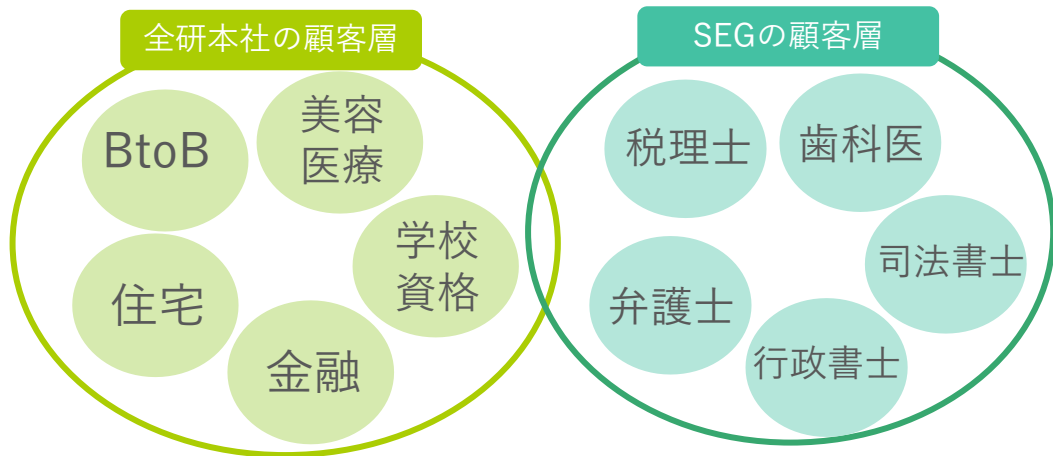 全研本社の顧客層
BtoB
美容
医療
学校
資格
住宅
金融
SEGの顧客層
税理士
歯科医
司法書士
弁護士
行政書士